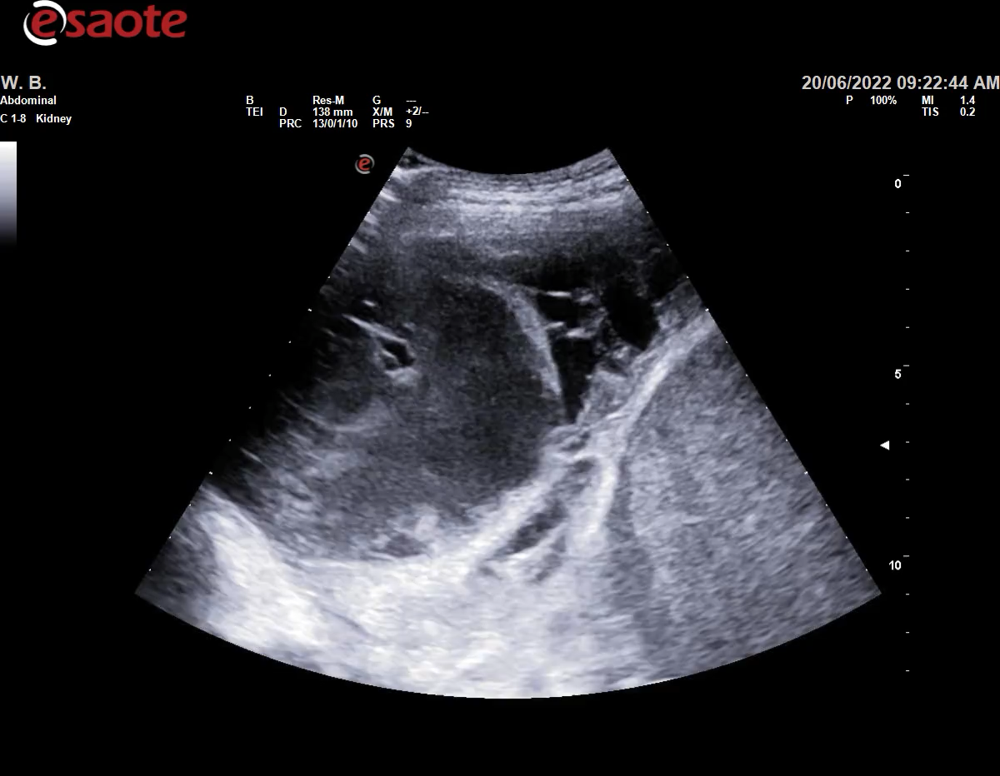 esaote
W. B.
20/06/2022 09:22:44 AM
Abdominal
C 1-8 Kidney
B Res-M G ---
TEI D 138 mm X/M +2/--
PRC 13/0/1/10 PRS 9
P 100% MI 1.4
TIS 0.2
e
0
5
10